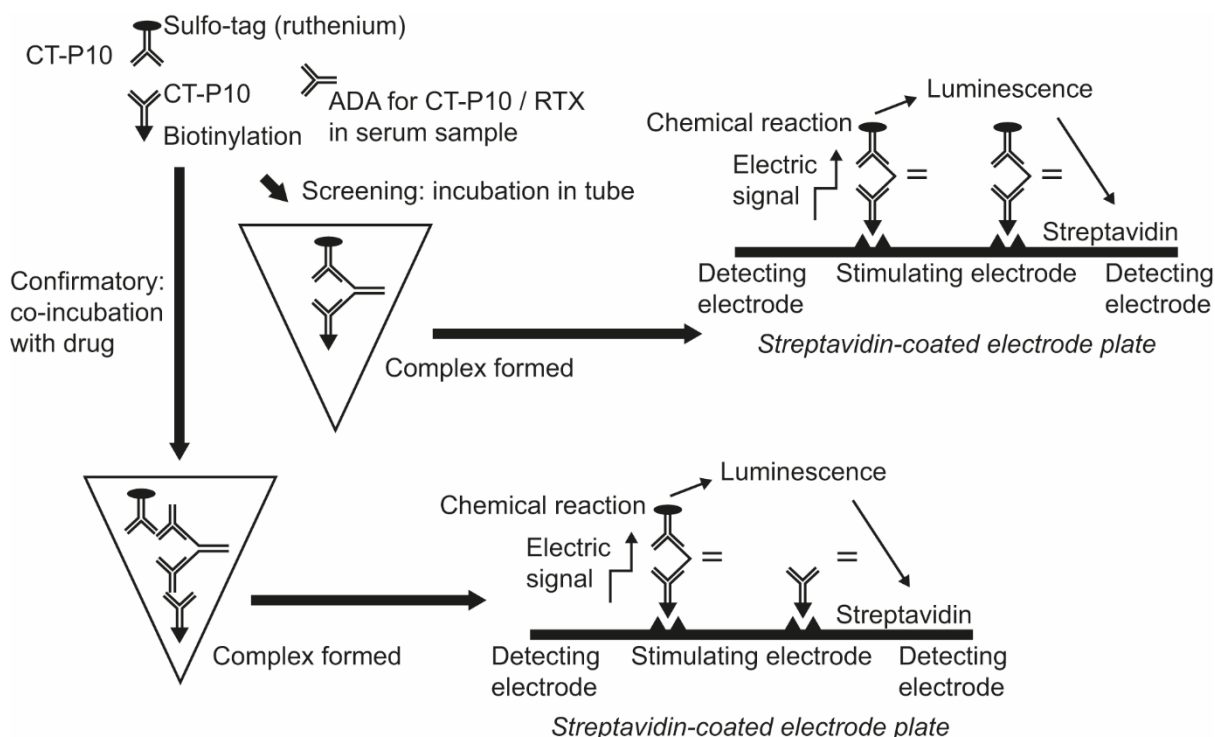 Sulfo-tag (ruthenium)
CT-P10
CT-P10
Biotinylation
ADA for CT-P10 / RTX
in serum sample
Screening: incubation in tube
Confirmatory:
co-incubation
with drug
Complex formed
Luminescence
Chemical reaction
Electric
signal
=
=
Streptavidin
Detecting
electrode
Stimulating electrode
Detecting
electrode
Streptavidin-coated electrode plate
Complex formed
Luminescence
Chemical reaction
Electric
signal
=
=
Streptavidin
Detecting
electrode
Stimulating electrode
Detecting
electrode
Streptavidin-coated electrode plate